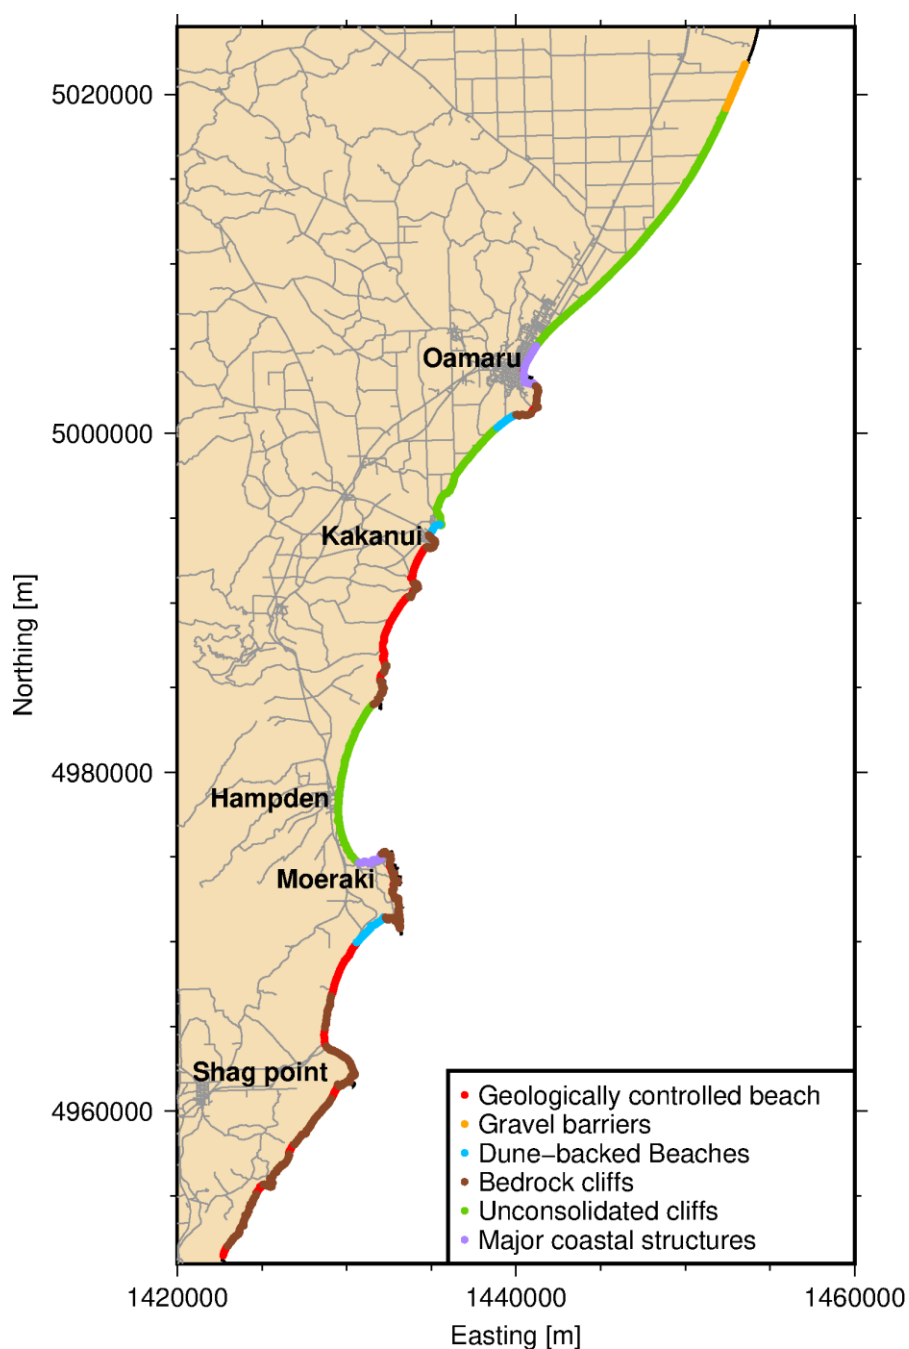 5020000
Oamaru
5000000
Kakanui
Northing [m]
4980000
Hampden
Moeraki
Shag point
4960000
Geologically controlled beach
Gravel barriers
Dune−backed Beaches
Bedrock cliffs
Unconsolidated cliffs
Major coastal structures
1420000 1440000 1460000
Easting [m]